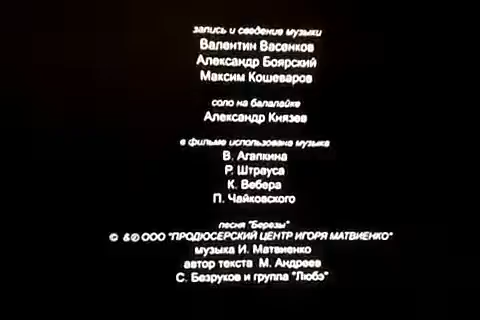 запись и сведение музыки
Валентин Васенков
Александр Боярский
Максим Кошеваров
соло на балалайке
Александр Князев
в фильме использована музыка
В. Агапкина
Р. Штрауса
К. Вебера
П. Чайковского
песня "Березы"
© &℗ ООО "ПРОДЮСЕРСКИЙ ЦЕНТР ИГОРЯ МАТВИЕНКО"
музыка И. Матвиенко
автор текста М. Андреев
С. Безруков и группа "Любэ"